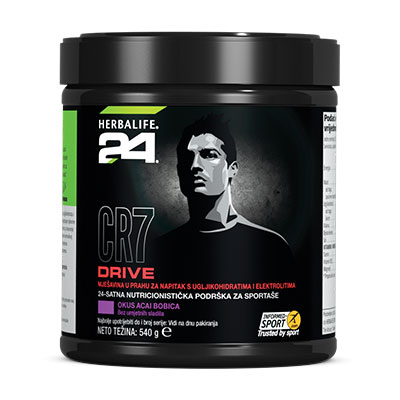 HERBALIFE
24
CR7
DRIVE
MJEŠAVINA U PRAHU ZA NAPITAK S UGLJIKOHIDRATIMA I ELEKTROLITIMA
24-SATNA NUTRICIONISTIČKA PODRŠKA ZA SPORTAŠE
OKUS ACAI BOBICA
Bez umjetnih sladila
Najbolje upotrijebiti do i broj serije: Vidi na dnu pakiranja
NETO TEŽINA: 540 g ℮
INFORMED-
SPORT
Trusted by sport